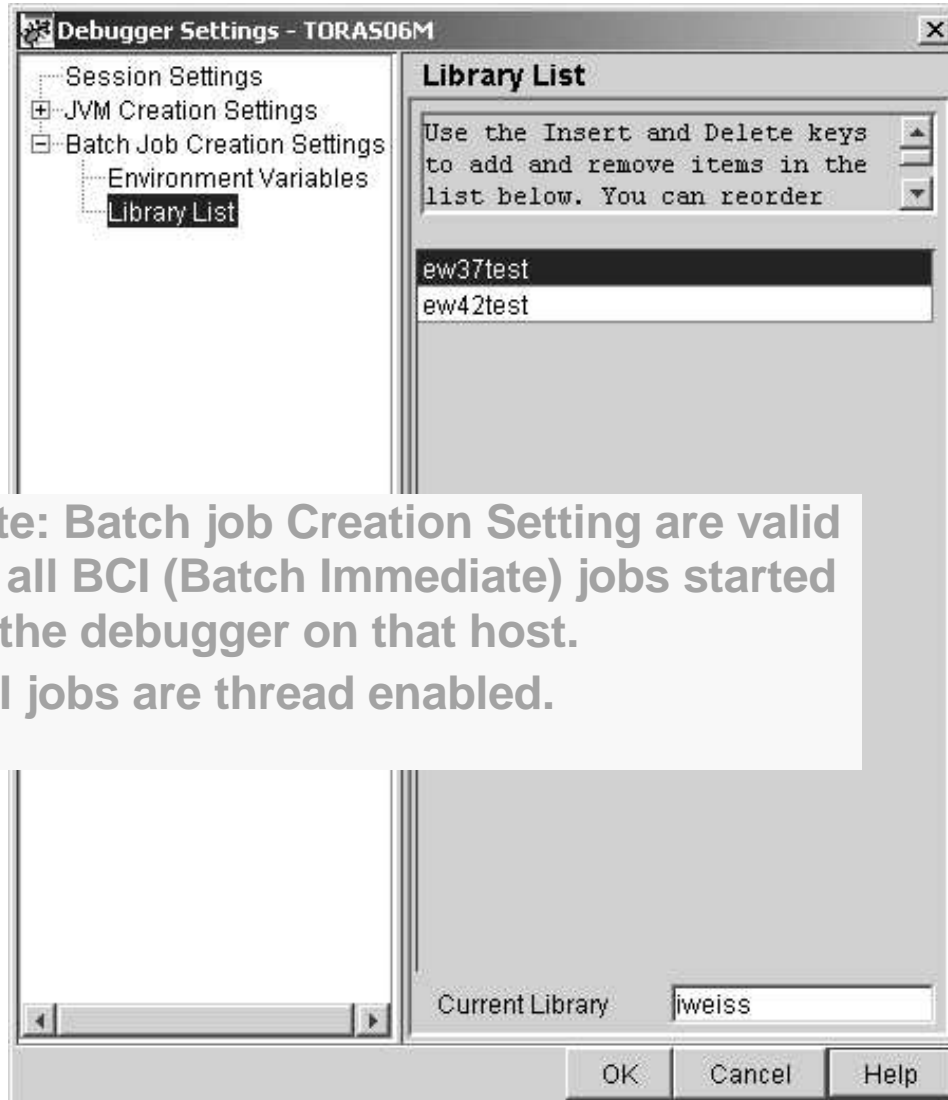 Debugger Settings - TORAS06M
Session Settings
JVM Creation Settings
Batch Job Creation Settings
Environment Variables
Library List
Library List
Use the Insert and Delete keys
to add and remove items in the
list below. You can reorder
ew37test
ew42test
te: Batch job Creation Setting are valid
all BCI (Batch Immediate) jobs started
the debugger on that host.
I jobs are thread enabled.
Current Library
iweiss
OK
Cancel
Help